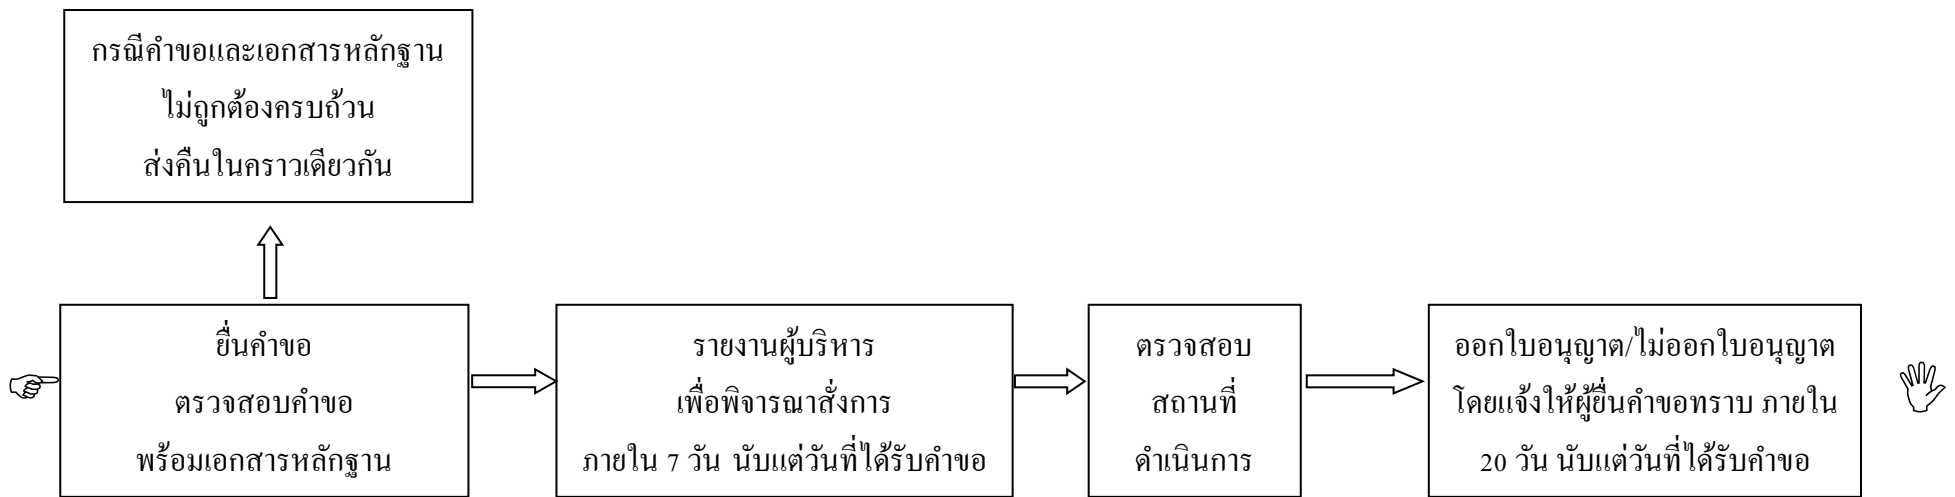 กรณีคำขอและเอกสารหลักฐาน
ไม่ถูกต้องครบถ้วน
ส่งคืนในคราวเดียวกัน
ยื่นคำขอ
ตรวจสอบคำขอ
พร้อมเอกสารหลักฐาน
รายงานผู้บริหาร
เพื่อพิจารณาสั่งการ
ภายใน 7 วัน นับแต่วันที่ได้รับคำขอ
ตรวจสอบ
สถานที่
ดำเนินการ
ออกใบอนุญาต/ไม่ออกใบอนุญาต
โดยแจ้งให้ผู้ยื่นคำขอทราบ ภายใน
20 วัน นับแต่วันที่ได้รับคำขอ